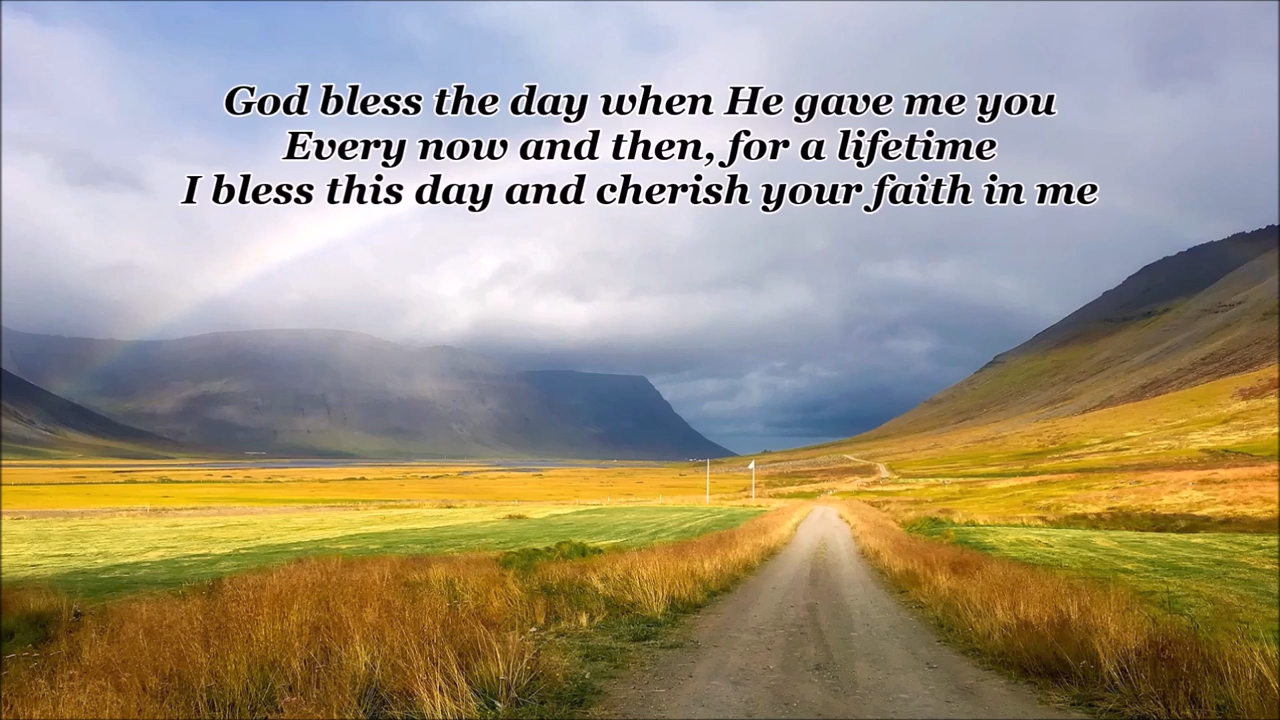 God bless the day when He gave me you
Every now and then, for a lifetime
I bless this day and cherish your faith in me